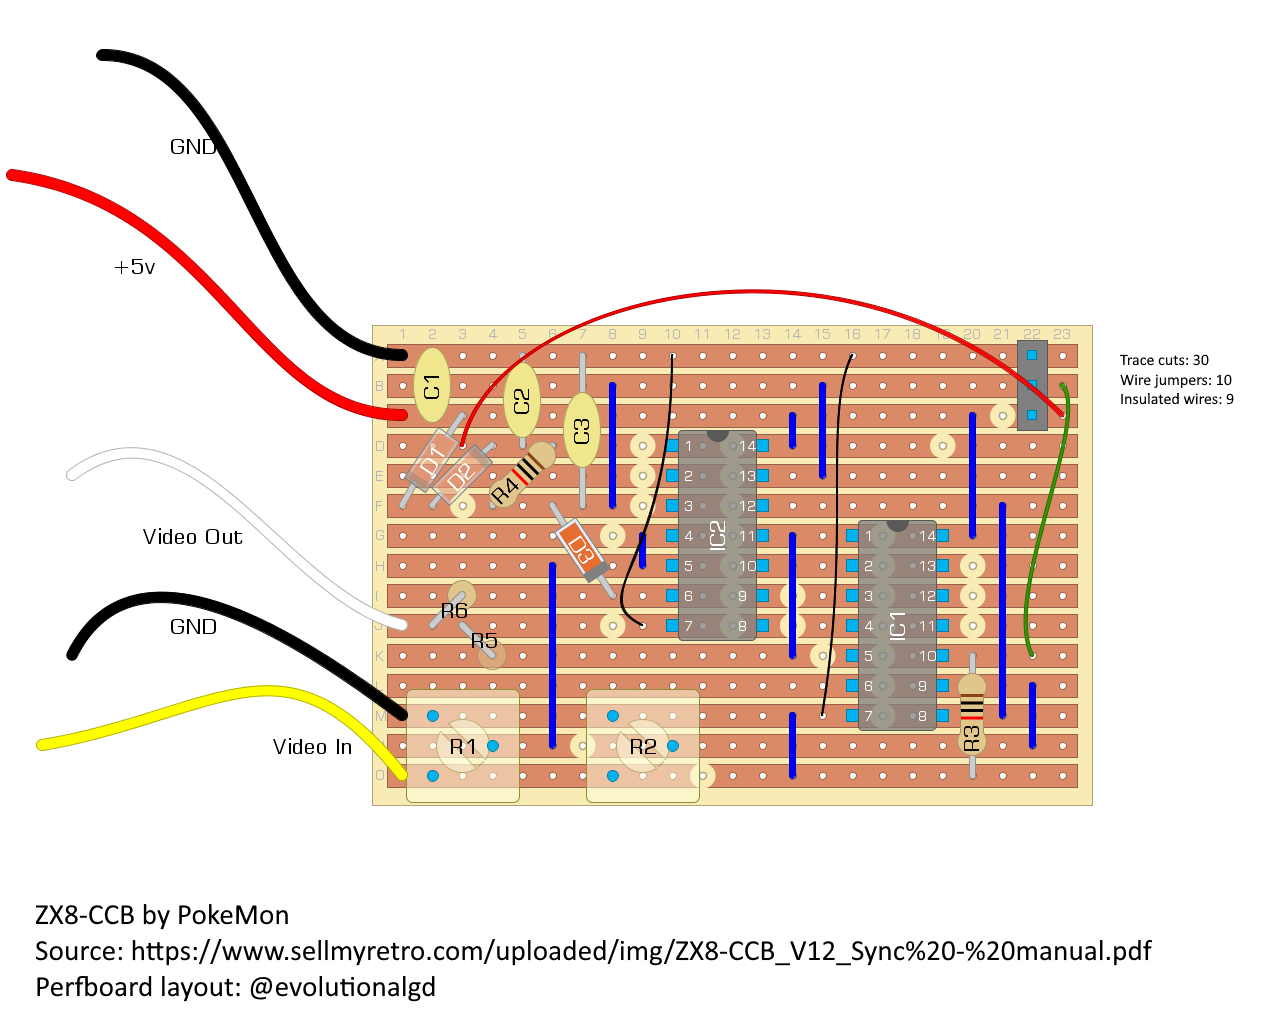 GND
+5v
1 2 3 4 5 6 7 8 9 10 11 12 13 14 15 16 17 18 19 20 21 22 23
Trace cuts: 30
Wire jumpers: 10
Insulated wires: 9
B
C1
C2
C3
D
1 14
D1
D2
E
2 13
R4
F
3 12
Video Out
G
4 11
IC2
1 14
D3
H
5 10
2 13
I
6 9
3 12
R6
GND
J
7 8
IC1
4 11
R5
K
5 10
6 9
M
7 8
Video In
R1
R2
R3
O
ZX8-CCB by PokeMon
Source: https://www.sellmyretro.com/uploaded/img/ZX8-CCB_V12_Sync%20-%20manual.pdf
Perfboard layout: @evolutionalgd